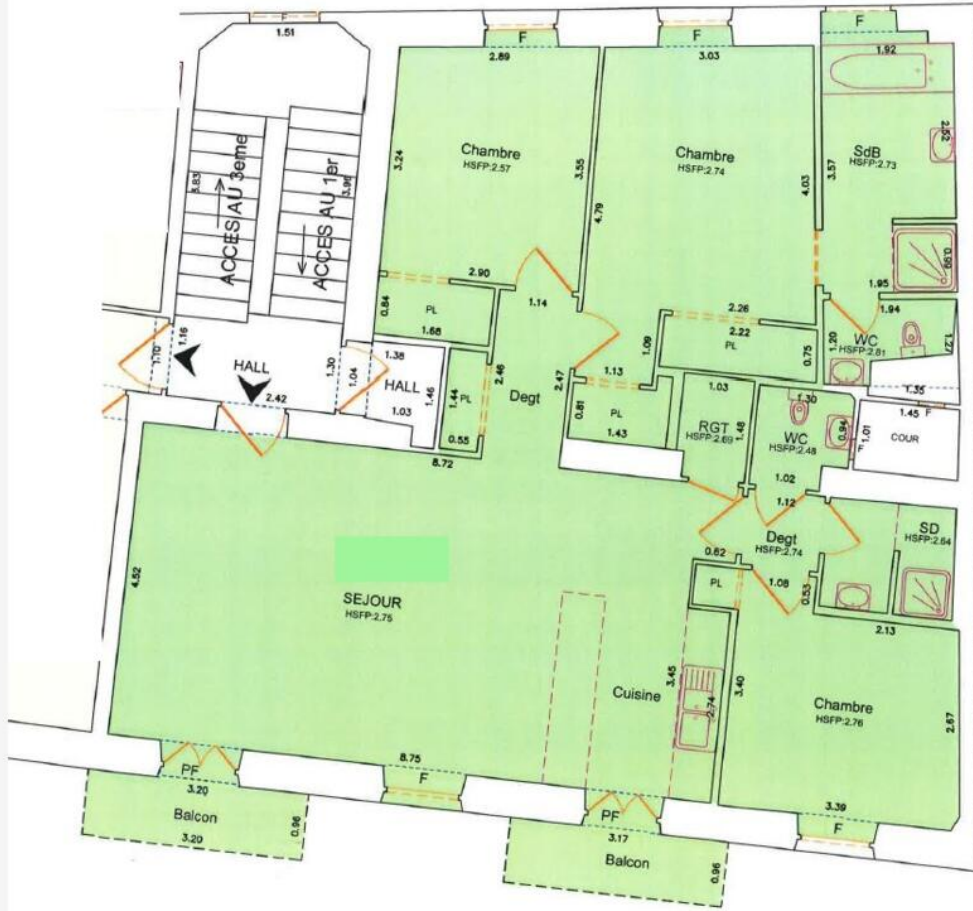 F
1.51
F
2.89
F
3.03
F
1.92
2.52
3.24
Chambre
HSFP:2.57
3.55
Chambre
HSFP:2.74
4.03
SdB
HSFP:2.73
3.57
3.83
ACCES AU 3eme
ACCES AU 1er
3.96
4.79
0.99
2.90
1.95
0.84
1.68
PL
1.14
2.26
2.22
PL
0.75
1.94
WC
HSFP:2.81
1.20
1.27
1.10
1.16
HALL
1.30
1.04
1.38
HALL
1.03
1.46
2.42
1.44
PL
0.55
2.46
Degt
2.47
1.13
1.09
0.81
PL
1.43
1.03
RGT
HSFP:2.69
1.48
1.30
WC
HSFP:2.48
0.94
1.02
1.35
1.45
F
1.01
F
COUR
8.72
1.12
Degt
HSFP:2.74
SD
HSFP:2.64
0.62
PL
1.08
0.53
2.13
4.52
SEJOUR
HSFP:2.75
3.45
Cuisine
2.74
3.40
Chambre
HSFP:2.76
2.67
8.75
3.39
PF
3.20
F
PF
3.17
F
Balcon
3.20
0.96
Balcon
0.96